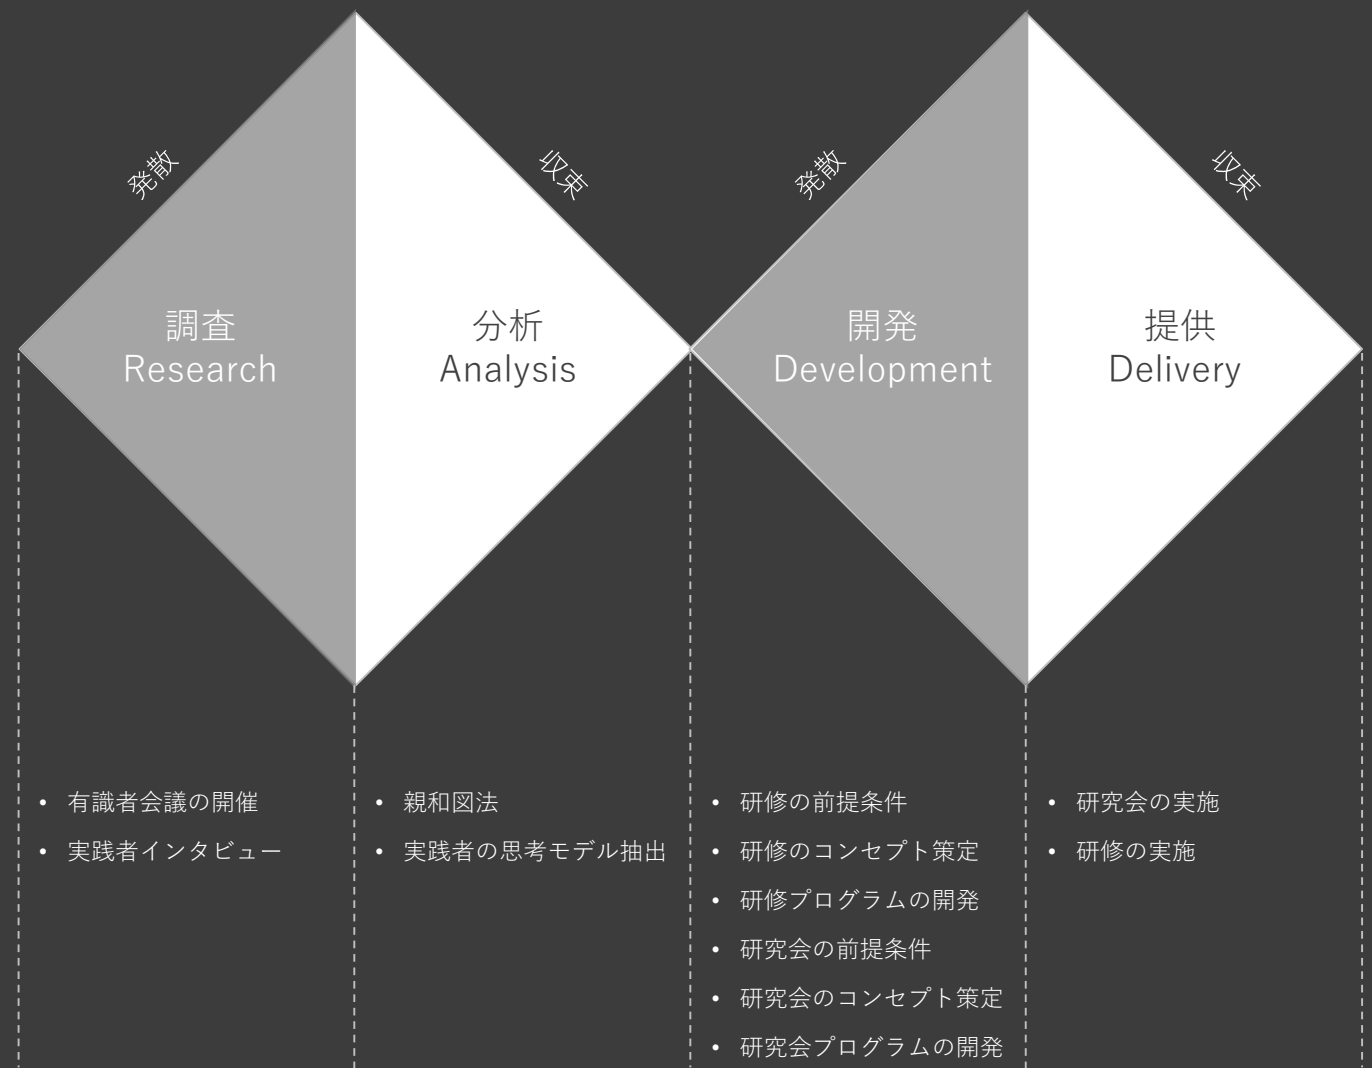 発散
収束
発散
収束
調査
Research
分析
Analysis
開発
Development
提供
Delivery
• 有識者会議の開催
• 実践者インタビュー
• 親和図法
• 実践者の思考モデル抽出
• 研修の前提条件
• 研修のコンセプト策定
• 研修プログラムの開発
• 研究会の前提条件
• 研究会のコンセプト策定
• 研究会プログラムの開発
• 研究会の実施
• 研修の実施